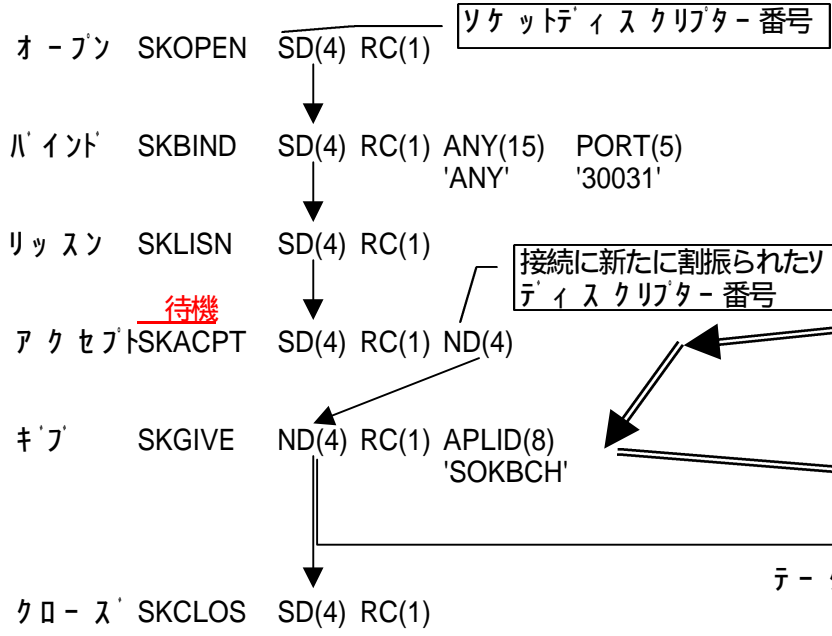 ソケットディスクリプター番号
オープン SKOPEN SD(4) RC(1)
バインド SKBIND SD(4) RC(1) ANY(15) PORT(5)
'ANY' '30031'
リッスン SKLISN SD(4) RC(1)
接続に新たに割振られたソ
ディスクリプター番号
待機
アクセプト SKACPT SD(4) RC(1) ND(4)
ギブ SKGIVE ND(4) RC(1) APLID(8)
'SOKBCH'
クローズ SKCLOS SD(4) RC(1)